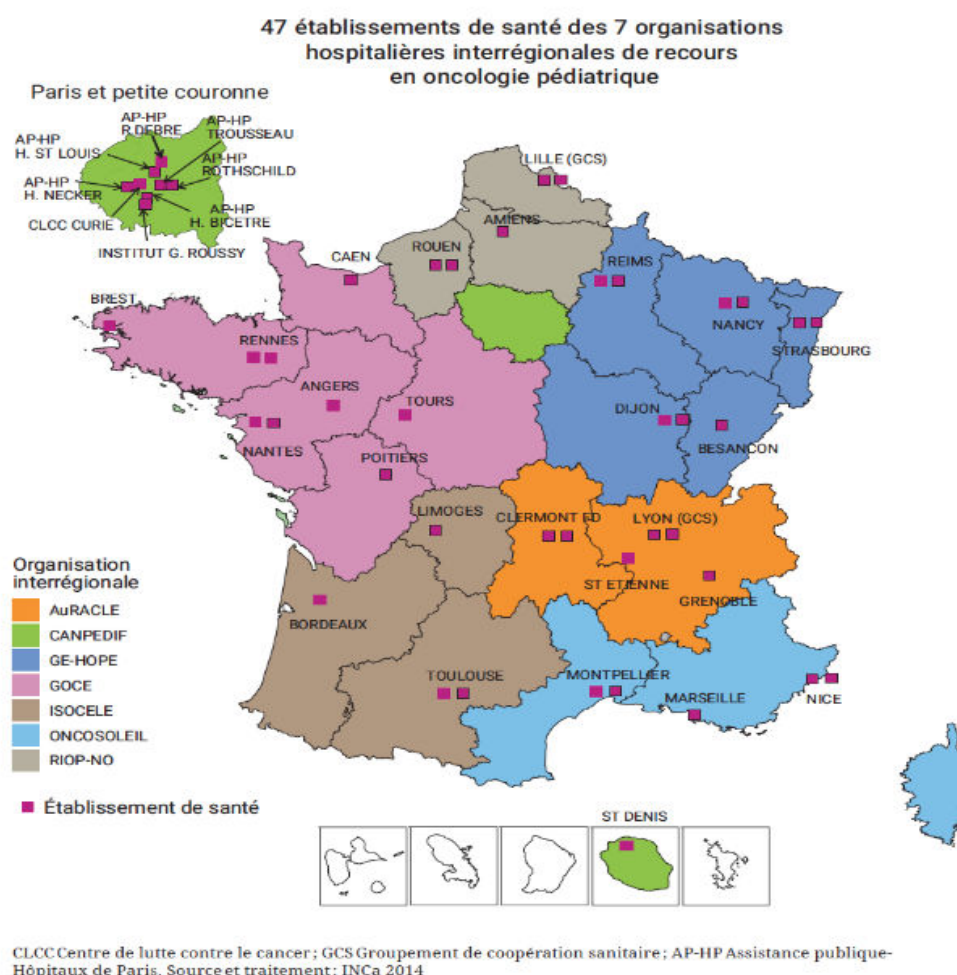 47 établissements de santé des 7 organisations
hospitalières interrégionales de recours
en oncologie pédiatrique
Paris et petite couronne
AP-HP
R.DEBRE
AP-HP
TROUSSEAU
AP-HP
H. ST LOUIS
AP-HP
ROTHSCHILD
AP-HP
H. NECKER
CLCC CURIE
AP-HP
H. BICETRE
INSTITUT G. ROUSSY
LILLE (GCS)
AMIENS
ROUEN
CAEN
REIMS
BREST
NANCY
RENNES
STRASBOURG
ANGERS
TOURS
DIJON
NANTES
BESANCON
POITIERS
LIMOGES
CLERMONT FD
LYON (GCS)
ST ETIENNE
GRENOBLE
BORDEAUX
TOULOUSE
MONTPELLIER
MARSEILLE
NICE
Organisation
interrégionale
AuRACLE
CANPEDIF
GE-HOPE
GOCE
ISOCELE
ONCOSOLEIL
RIOP-NO
Établissement de santé
ST DENIS
CLCC Centre de lutte contre le cancer ; GCS Groupement de coopération sanitaire ; AP-HP Assistance publique-
Hôpitaux de Paris. Source et traitement : INCa 2014